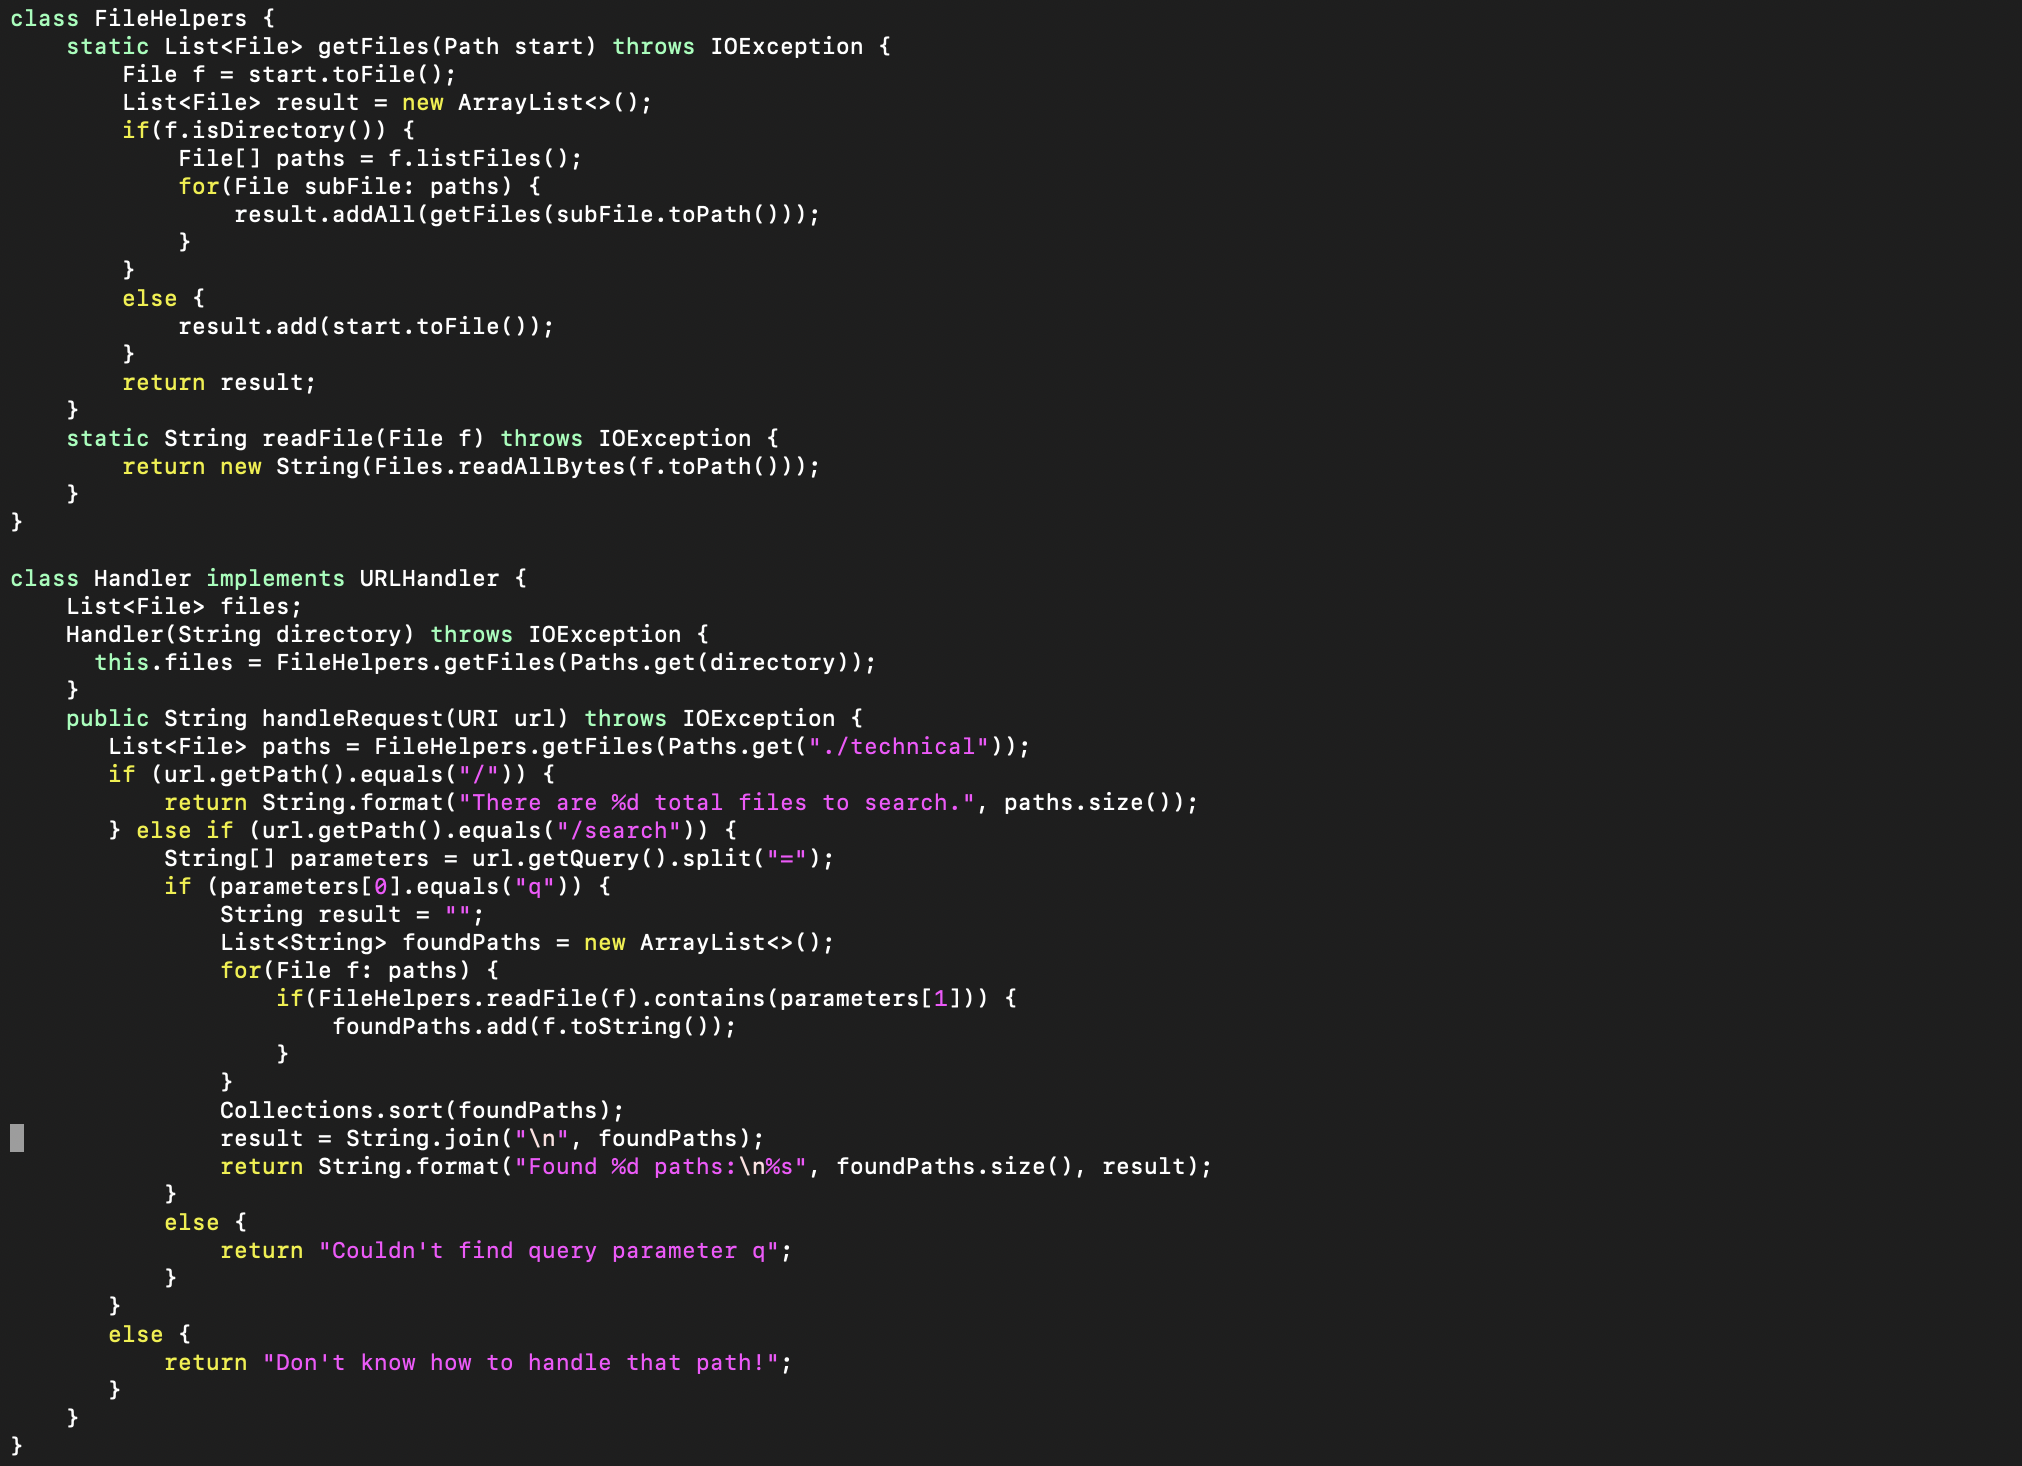 class FileHelpers {
    static List<File> getFiles(Path start) throws IOException {
        File f = start.toFile();
        List<File> result = new ArrayList<>();
        if(f.isDirectory()) {
            File[] paths = f.listFiles();
            for(File subFile: paths) {
                result.addAll(getFiles(subFile.toPath()));
            }
        }
        else {
            result.add(start.toFile());
        }
        return result;
    }
    static String readFile(File f) throws IOException {
        return new String(Files.readAllBytes(f.toPath()));
    }
}

class Handler implements URLHandler {
    List<File> files;
    Handler(String directory) throws IOException {
      this.files = FileHelpers.getFiles(Paths.get(directory));
    }
    public String handleRequest(URI url) throws IOException {
       List<File> paths = FileHelpers.getFiles(Paths.get("./technical"));
       if (url.getPath().equals("/")) {
           return String.format("There are %d total files to search.", paths.size());
       } else if (url.getPath().equals("/search")) {
           String[] parameters = url.getQuery().split("=");
           if (parameters[0].equals("q")) {
               String result = "";
               List<String> foundPaths = new ArrayList<>();
               for(File f: paths) {
                   if(FileHelpers.readFile(f).contains(parameters[1])) {
                       foundPaths.add(f.toString());
                   }
               }
               Collections.sort(foundPaths);
               result = String.join("\n", foundPaths);
               return String.format("Found %d paths:\n%s", foundPaths.size(), result);
           }
           else {
               return "Couldn't find query parameter q";
           }
       }
       else {
           return "Don't know how to handle that path!";
       }
    }
}